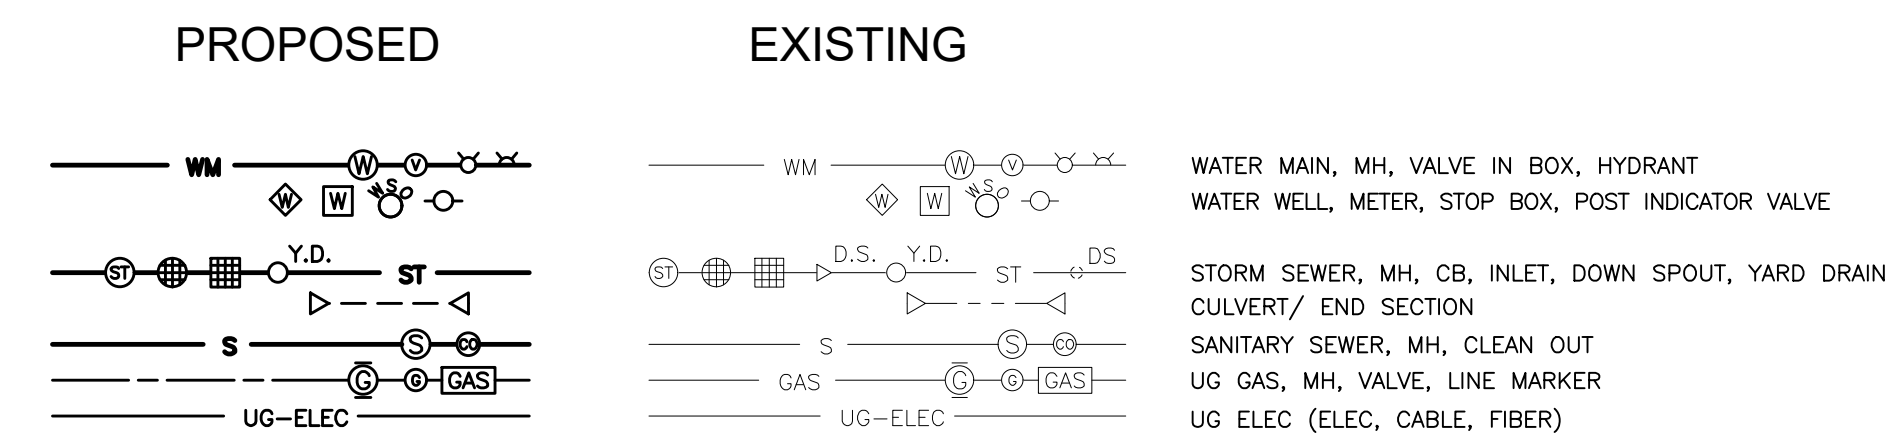 PROPOSED EXISTING
WM W V WM W V WATER MAIN, MH, VALVE IN BOX, HYDRANT
W W WSO W W WSO WATER WELL, METER, STOP BOX, POST INDICATOR VALVE
Y.D. D.S. Y.D. DS
ST ST ST ST STORM SEWER, MH, CB, INLET, DOWN SPOUT, YARD DRAIN
CULVERT/ END SECTION
S S CO S S CO SANITARY SEWER, MH, CLEAN OUT
G G GAS GAS G G GAS UG GAS, MH, VALVE, LINE MARKER
UG-ELEC UG-ELEC UG ELEC (ELEC, CABLE, FIBER)